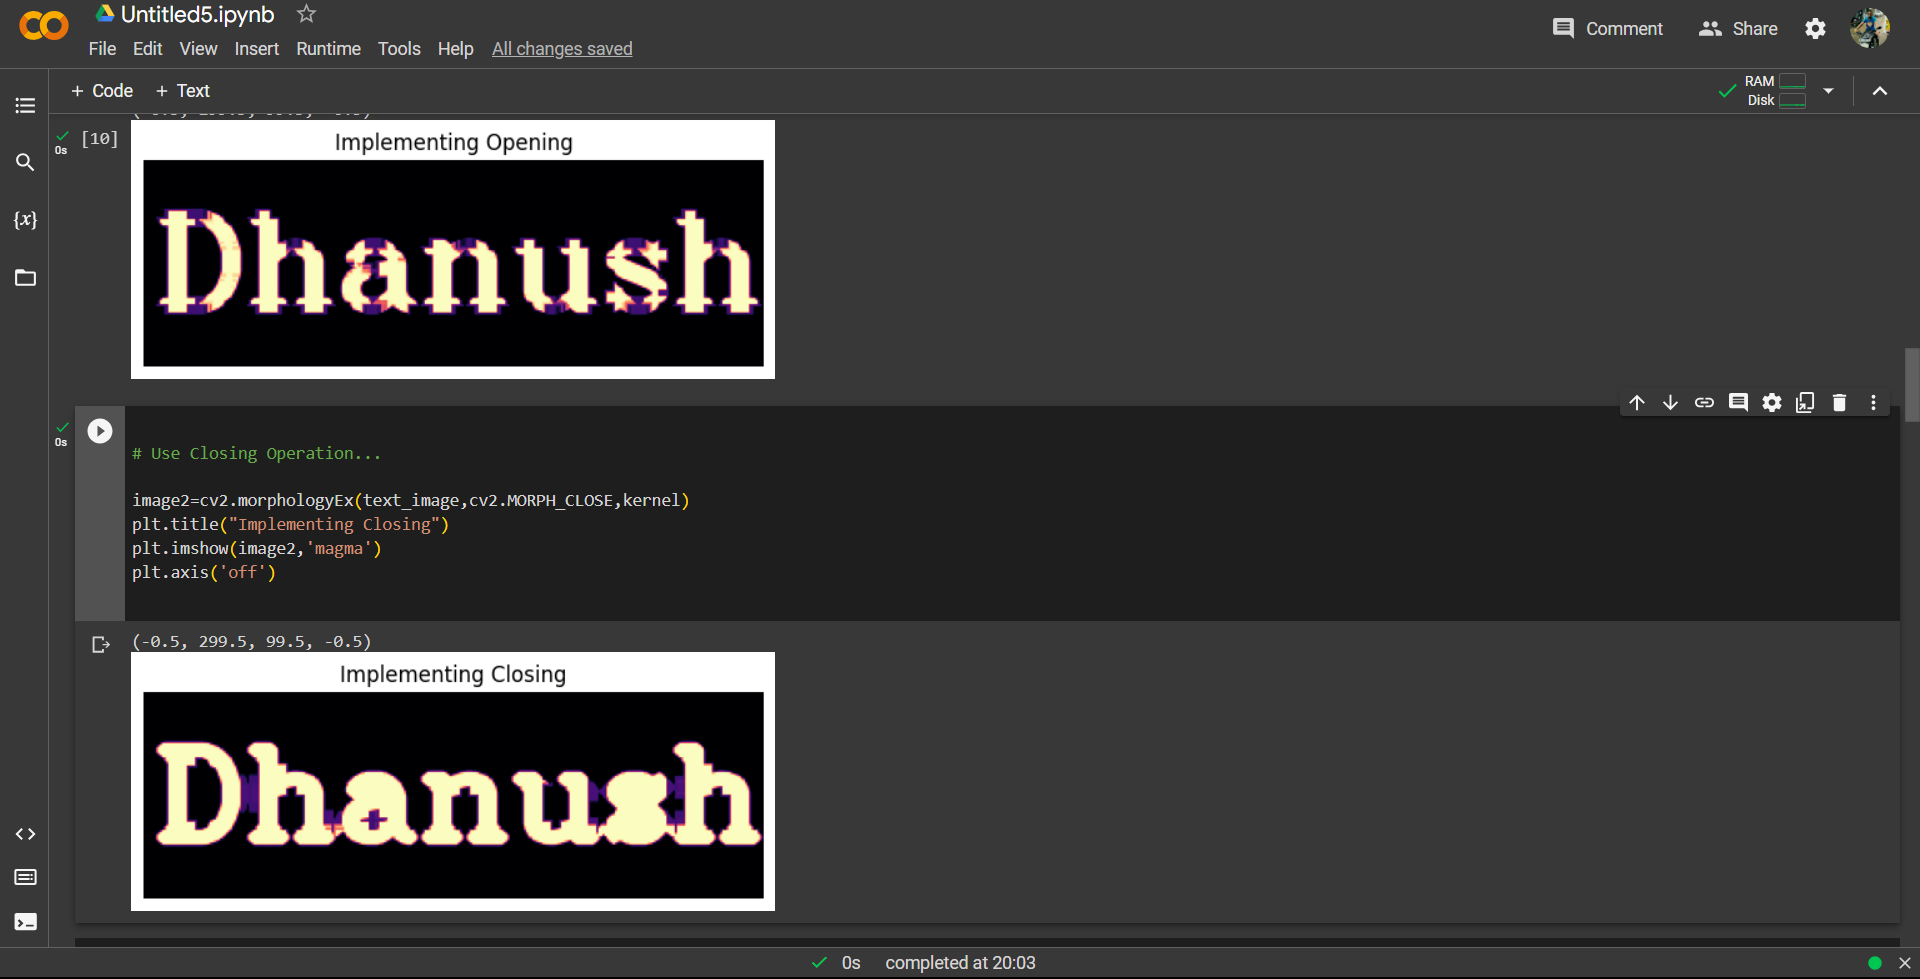 Untitled5.ipynb
Comment Share
File Edit View Insert Runtime Tools Help All changes saved
+ Code + Text
RAM
Disk
0s [10]
Implementing Opening
Dhanush
{x}
0s
# Use Closing Operation...
image2=cv2.morphologyEx(text_image,cv2.MORPH_CLOSE,kernel)
plt.title("Implementing Closing")
plt.imshow(image2,'magma')
plt.axis('off')
(-0.5, 299.5, 99.5, -0.5)
Implementing Closing
Dhanush
0s completed at 20:03